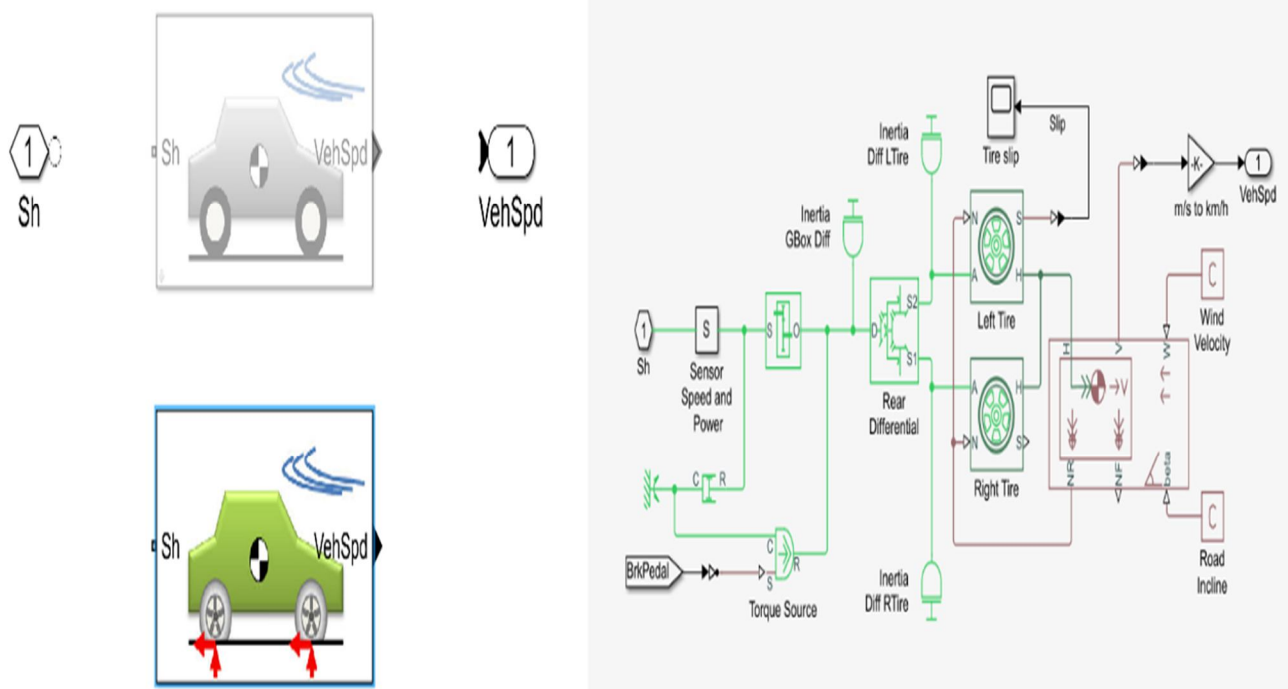 1
Sh
Sh
VehSpd
1
VehSpd
Sh
VehSpd
Tire slip
Slip
Inertia
Diff LTire
Inertia
GBox Diff
-K-
m/s to km/h
1
VehSpd
N
S
A
H
Left Tire
C
Wind
Velocity
1
Sh
S
Sensor
Speed and
Power
S
O
D
S2
S1
Rear
Differential
A
H
N
S
Right Tire
H
V
W
V
NR
NF
beta
C
Road
Incline
C
R
C
S
R
BrkPedal
Torque Source
Inertia
Diff RTire